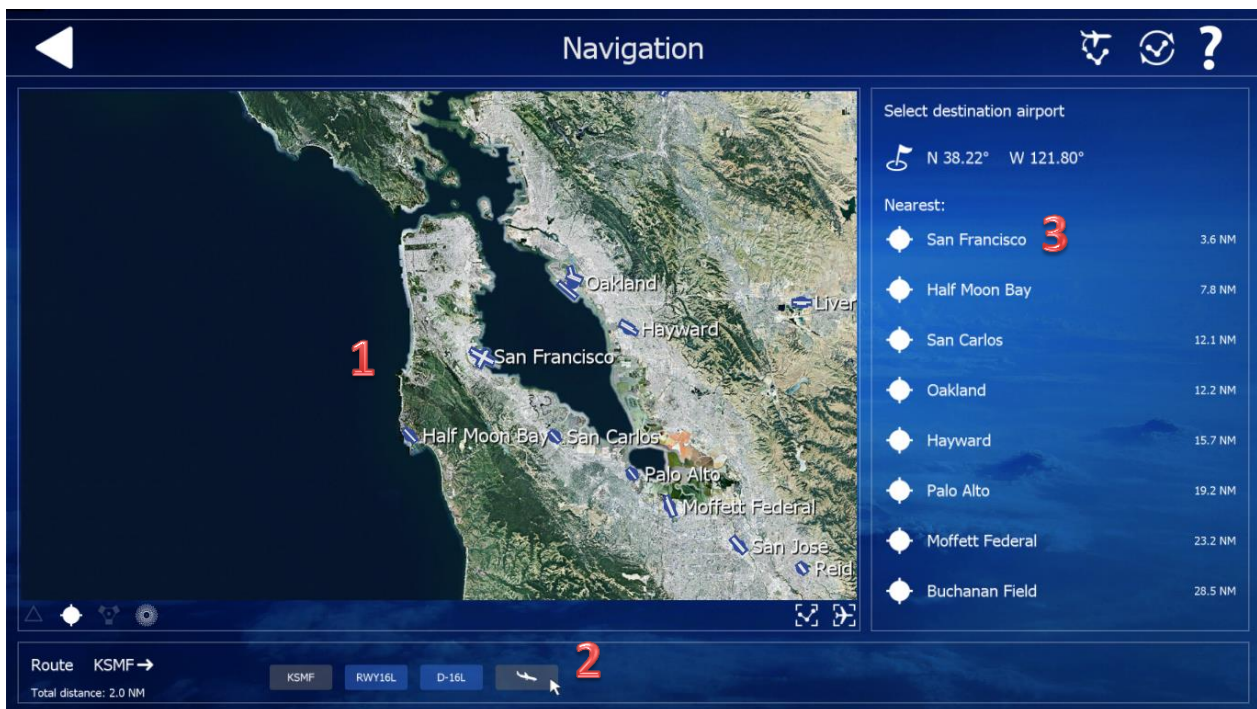 Navigation
?
Select destination airport
N 38.22° W 121.80°
Nearest:
San Francisco 3 3.6 NM
Half Moon Bay 7.8 NM
San Carlos 12.1 NM
Oakland 12.2 NM
Hayward 15.7 NM
Palo Alto 19.2 NM
Moffett Federal 23.2 NM
Buchanan Field 28.5 NM
Oakland
Liver
Hayward
1
San Francisco
Half Moon Bay
San Carlos
Palo Alto
Moffett Federal
San Jose
Reid
Route KSMF→
Total distance: 2.0 NM
KSMF RWY16L D-16L
2